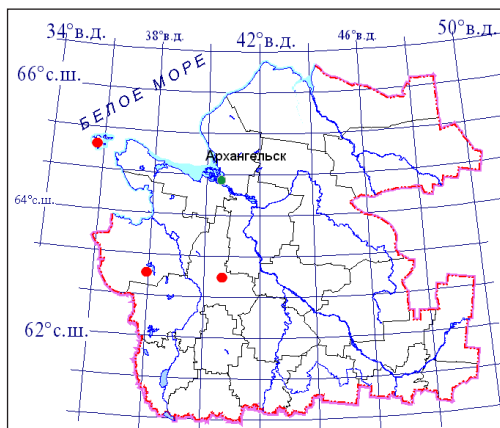 34°в.д.
38°в.д.
42°в.д.
46°в.д.
50°в.д.
66°с.ш.
БЕЛОЕ МОРЕ
Архангельск
64°с.ш.
62°с.ш.